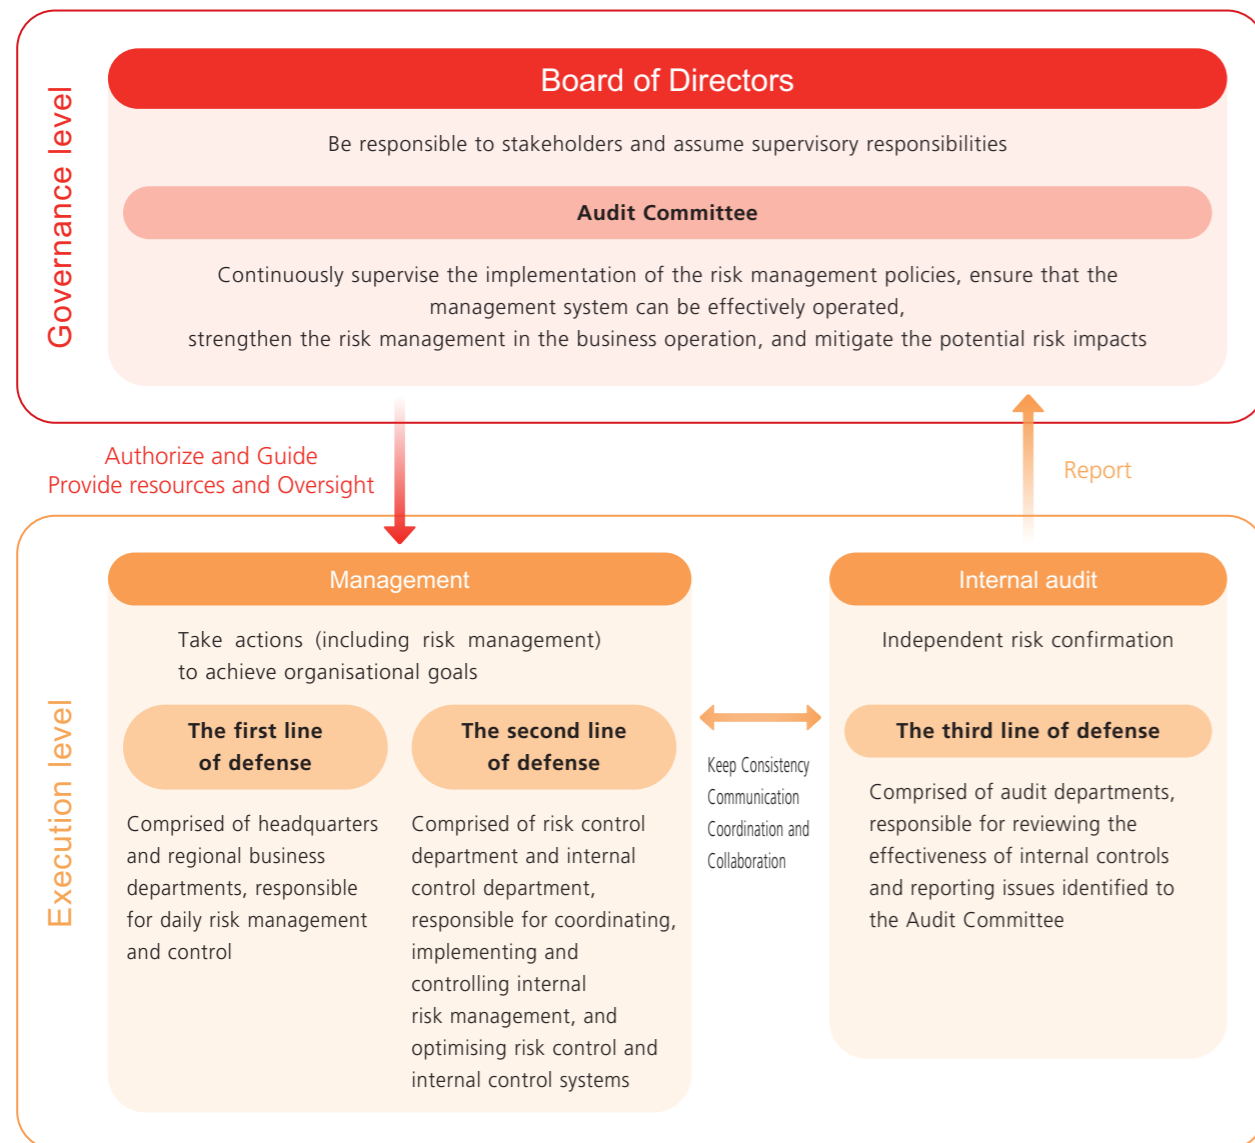 Governance level
Board of Directors
Be responsible to stakeholders and assume supervisory responsibilities
Audit Committee
Continuously supervise the implementation of the risk management policies, ensure that the
management system can be effectively operated,
strengthen the risk management in the business operation, and mitigate the potential risk impacts
Authorize and Guide
Provide resources and Oversight
Report
Execution level
Management
Take actions (including risk management)
to achieve organisational goals
The first line
of defense
Comprised of headquarters
and regional business
departments, responsible
for daily risk management
and control
The second line
of defense
Comprised of risk control
department and internal
control department,
responsible for coordinating,
implementing and
controlling internal
risk management, and
optimising risk control and
internal control systems
Keep Consistency
Communication
Coordination and
Collaboration
Internal audit
Independent risk confirmation
The third line of defense
Comprised of audit departments,
responsible for reviewing the
effectiveness of internal controls
and reporting issues identified to
the Audit Committee